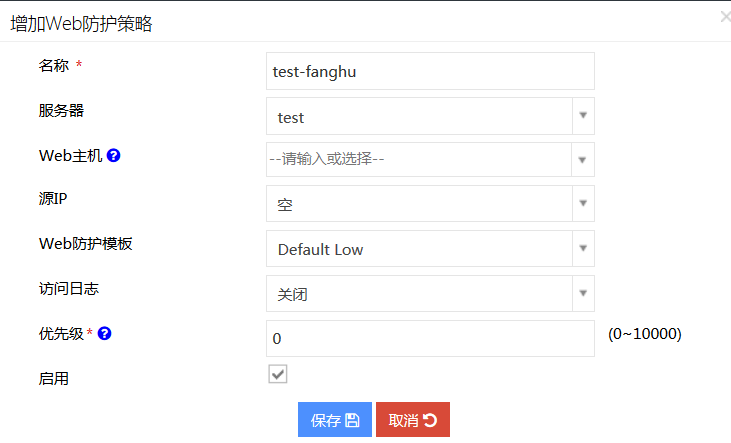 增加Web防护策略
名称 *
test-fanghu
服务器
test
Web主机
--请输入或选择--
源IP
空
Web防护模板
Default Low
访问日志
关闭
优先级*
0
(0~10000)
启用
保存 取消